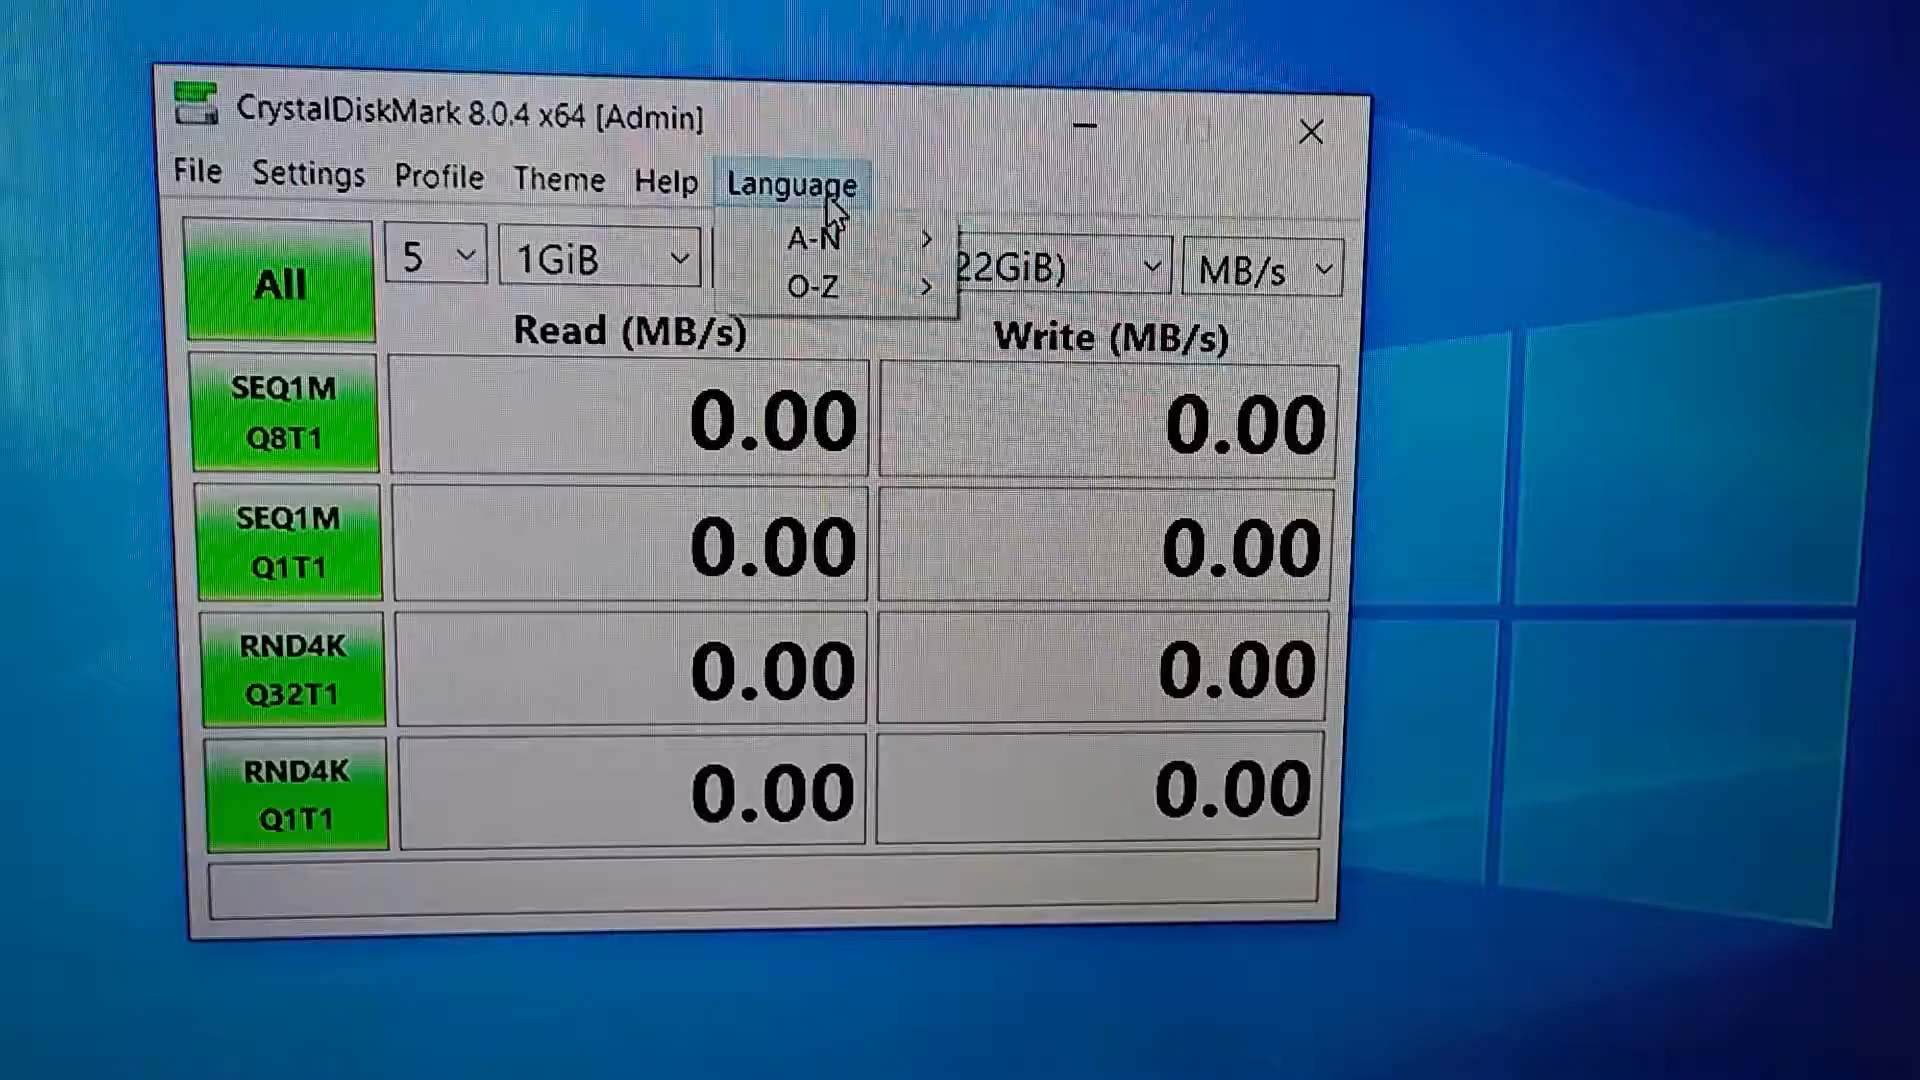 CrystalDiskMark 8.0.4 x64 [Admin]
File Settings Profile Theme Help Language
A-N
O-Z
All
5
1GiB
22GiB)
MB/s
Read (MB/s)
Write (MB/s)
SEQ1M
Q8T1
0.00
0.00
SEQ1M
Q1T1
0.00
0.00
RND4K
Q32T1
0.00
0.00
RND4K
Q1T1
0.00
0.00